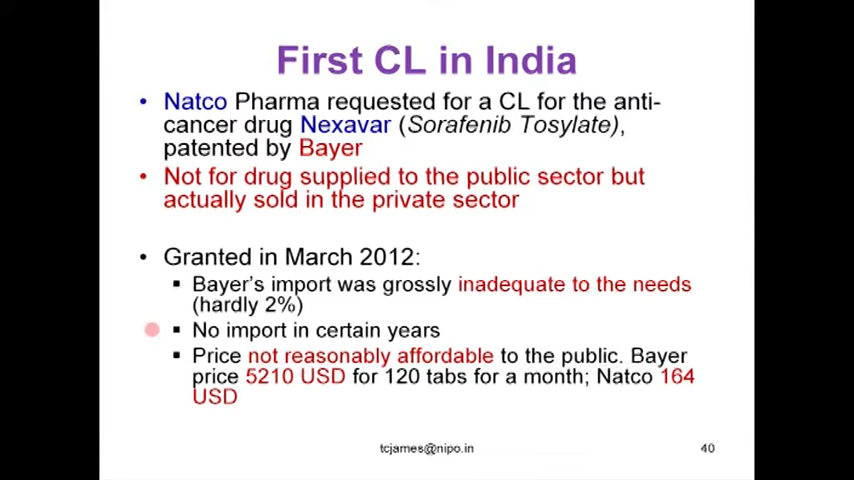 First CL in India
• Natco Pharma requested for a CL for the anti-
cancer drug Nexavar (Sorafenib Tosylate),
patented by Bayer
• Not for drug supplied to the public sector but
actually sold in the private sector
• Granted in March 2012:
▪ Bayer's import was grossly inadequate to the needs
(hardly 2%)
▪ No import in certain years
▪ Price not reasonably affordable to the public. Bayer
price 5210 USD for 120 tabs for a month; Natco 164
USD
tcjames@nipo.in
40